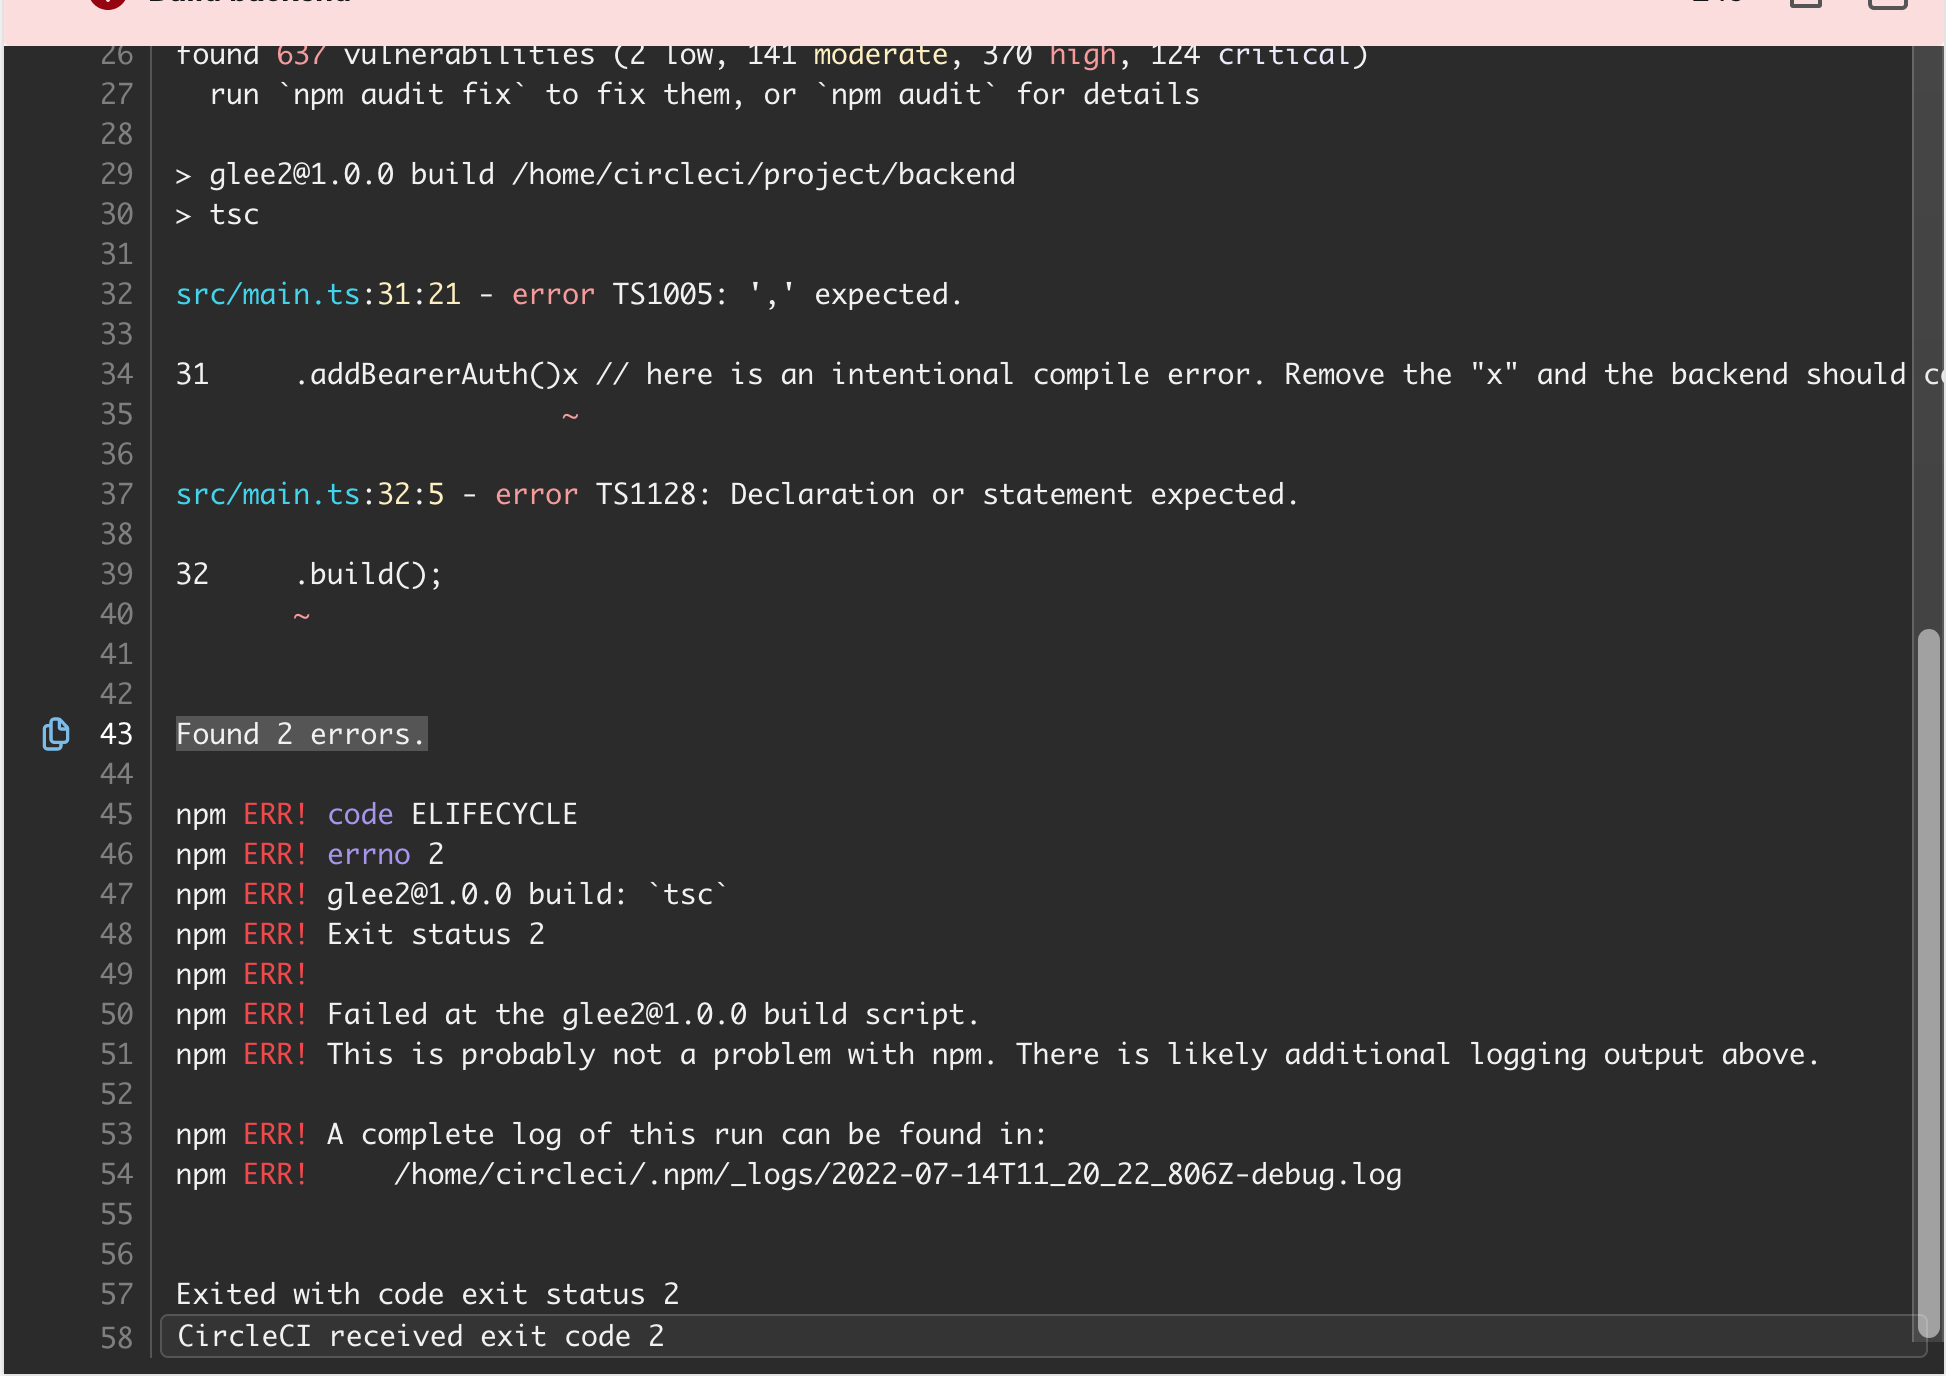 Build backend
26 found 637 vulnerabilities (2 low, 141 moderate, 370 high, 124 critical)
27 run `npm audit fix` to fix them, or `npm audit` for details
28
29 > glee2@1.0.0 build /home/circleci/project/backend
30 > tsc
31
32 src/main.ts:31:21 - error TS1005: ',' expected.
33
34 31 .addBearerAuth()x // here is an intentional compile error. Remove the "x" and the backend should
35 ~
36
37 src/main.ts:32:5 - error TS1128: Declaration or statement expected.
38
39 32 .build();
40 ~
41
42
43 Found 2 errors.
44
45 npm ERR! code ELIFECYCLE
46 npm ERR! errno 2
47 npm ERR! glee2@1.0.0 build: `tsc`
48 npm ERR! Exit status 2
49 npm ERR!
50 npm ERR! Failed at the glee2@1.0.0 build script.
51 npm ERR! This is probably not a problem with npm. There is likely additional logging output above.
52
53 npm ERR! A complete log of this run can be found in:
54 npm ERR! /home/circleci/.npm/_logs/2022-07-14T11_20_22_806Z-debug.log
55
56
57 Exited with code exit status 2
58 CircleCI received exit code 2